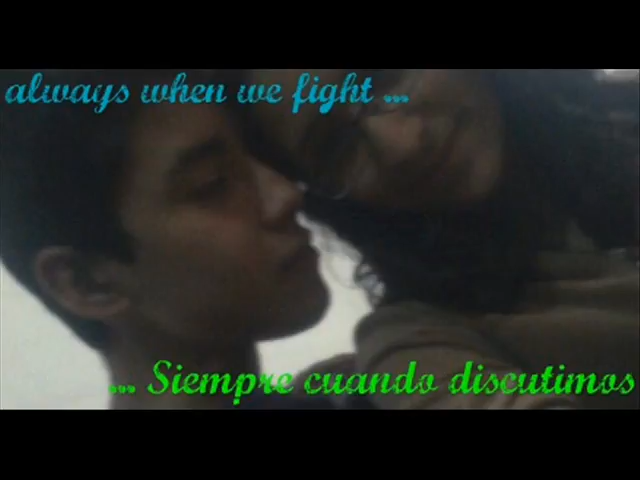 always when we fight ...
... Siempre cuando discutimos